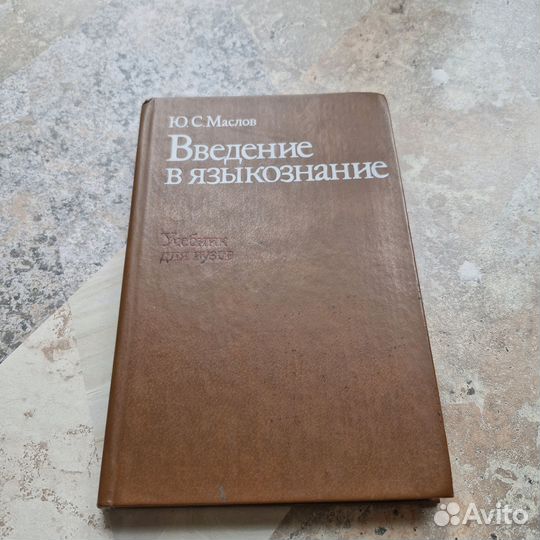 Ю. С. Маслов
Введение
в языкознание
Учебник
для вузов
Avito